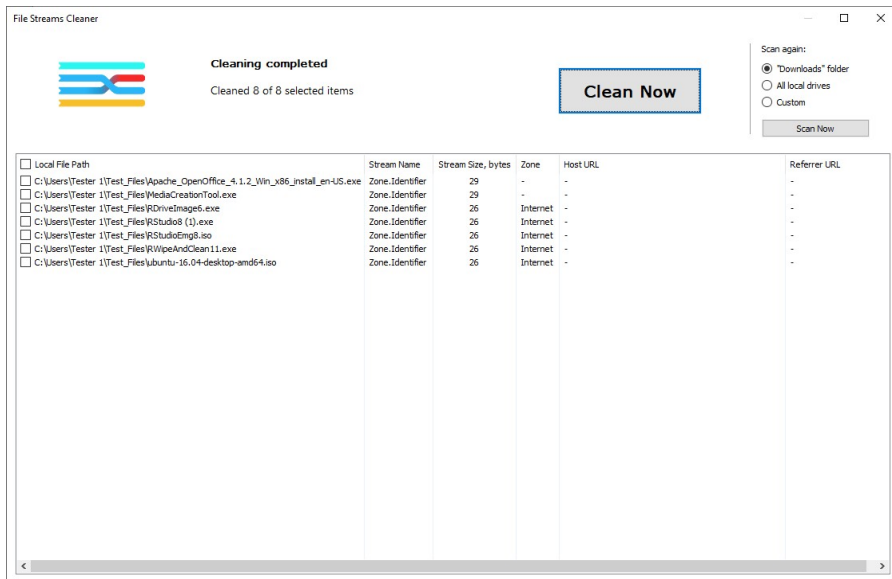 File Streams Cleaner
Cleaning completed
Cleaned 8 of 8 selected items
Clean Now
Scan again:
"Downloads" folder
All local drives
Custom
Scan Now
Local File Path Stream Name Stream Size, bytes Zone Host URL Referrer URL
C:\Users\Tester 1\Test_Files\Apache_OpenOffice_4.1.2_Win_x86_install_en-US.exe Zone.Identifier 29 - - -
C:\Users\Tester 1\Test_Files\MediaCreationTool.exe Zone.Identifier 29 - - -
C:\Users\Tester 1\Test_Files\RDriveImage6.exe Zone.Identifier 26 Internet - -
C:\Users\Tester 1\Test_Files\RStudio8 (1).exe Zone.Identifier 26 Internet - -
C:\Users\Tester 1\Test_Files\RStudioEmg8.iso Zone.Identifier 26 Internet - -
C:\Users\Tester 1\Test_Files\RWipeAndClean11.exe Zone.Identifier 26 Internet - -
C:\Users\Tester 1\Test_Files\ubuntu-16.04-desktop-amd64.iso Zone.Identifier 26 Internet - -